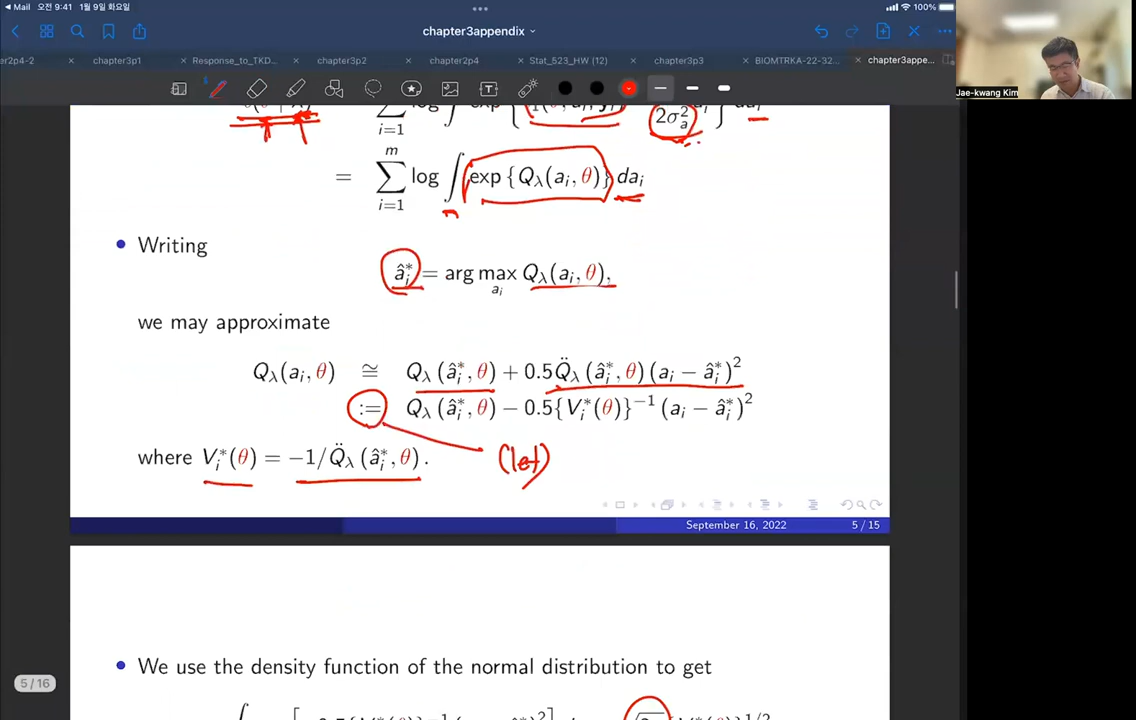 Mail 오전 9:41 1월 9일 화요일
100%
chapter3appendix
er2p4-2
chapter3p1
Response_to_TKD...
chapter3p2
chapter2p4
Stat_523_HW (12)
chapter3p3
BIOMTRKA-22-32...
chapter3appe...
Jae-kwang Kim
i=1
2σ_a^2
= \sum_{i=1}^{m} log ∫ exp {Q_λ(a_i, θ)} da_i
• Writing
â_i^* = arg max_{a_i} Q_λ(a_i, θ),
we may approximate
Q_λ(a_i, θ) ≅ Q_λ(â_i^*, θ) + 0.5Q̈_λ(â_i^*, θ)(a_i − â_i^*)^2
:= Q_λ(â_i^*, θ) − 0.5{V_i^*(θ)}^{−1}(a_i − â_i^*)^2
where V_i^*(θ) = −1/Q̈_λ(â_i^*, θ).
(let)
September 16, 2022 5 / 15
5 / 16
• We use the density function of the normal distribution to get